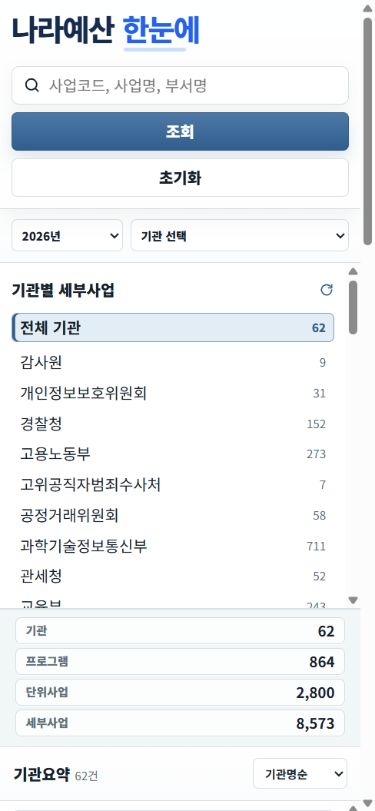 나라예산 한눈에
사업코드, 사업명, 부서명
조회
초기화
2026년 기관 선택
기관별 세부사업
전체 기관 62
감사원 9
개인정보보호위원회 31
경찰청 152
고용노동부 273
고위공직자범죄수사처 7
공정거래위원회 58
과학기술정보통신부 711
관세청 52
교육부 243
기관 62
프로그램 864
단위사업 2,800
세부사업 8,573
기관요약 62건 기관명순